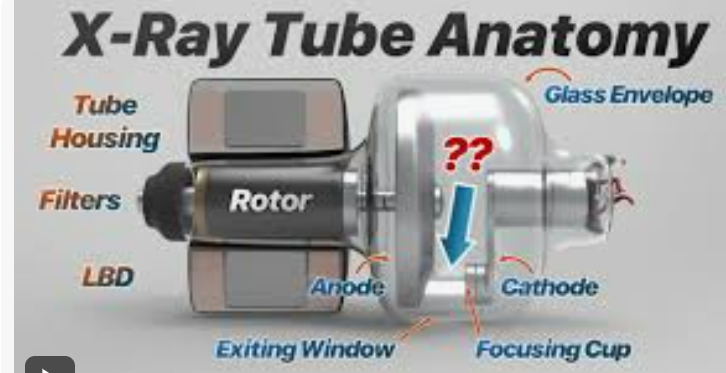 X-Ray Tube Anatomy
Tube
Housing
Glass Envelope
??
Filters
Rotor
LBD
Anode
Cathode
Exiting Window
Focusing Cup